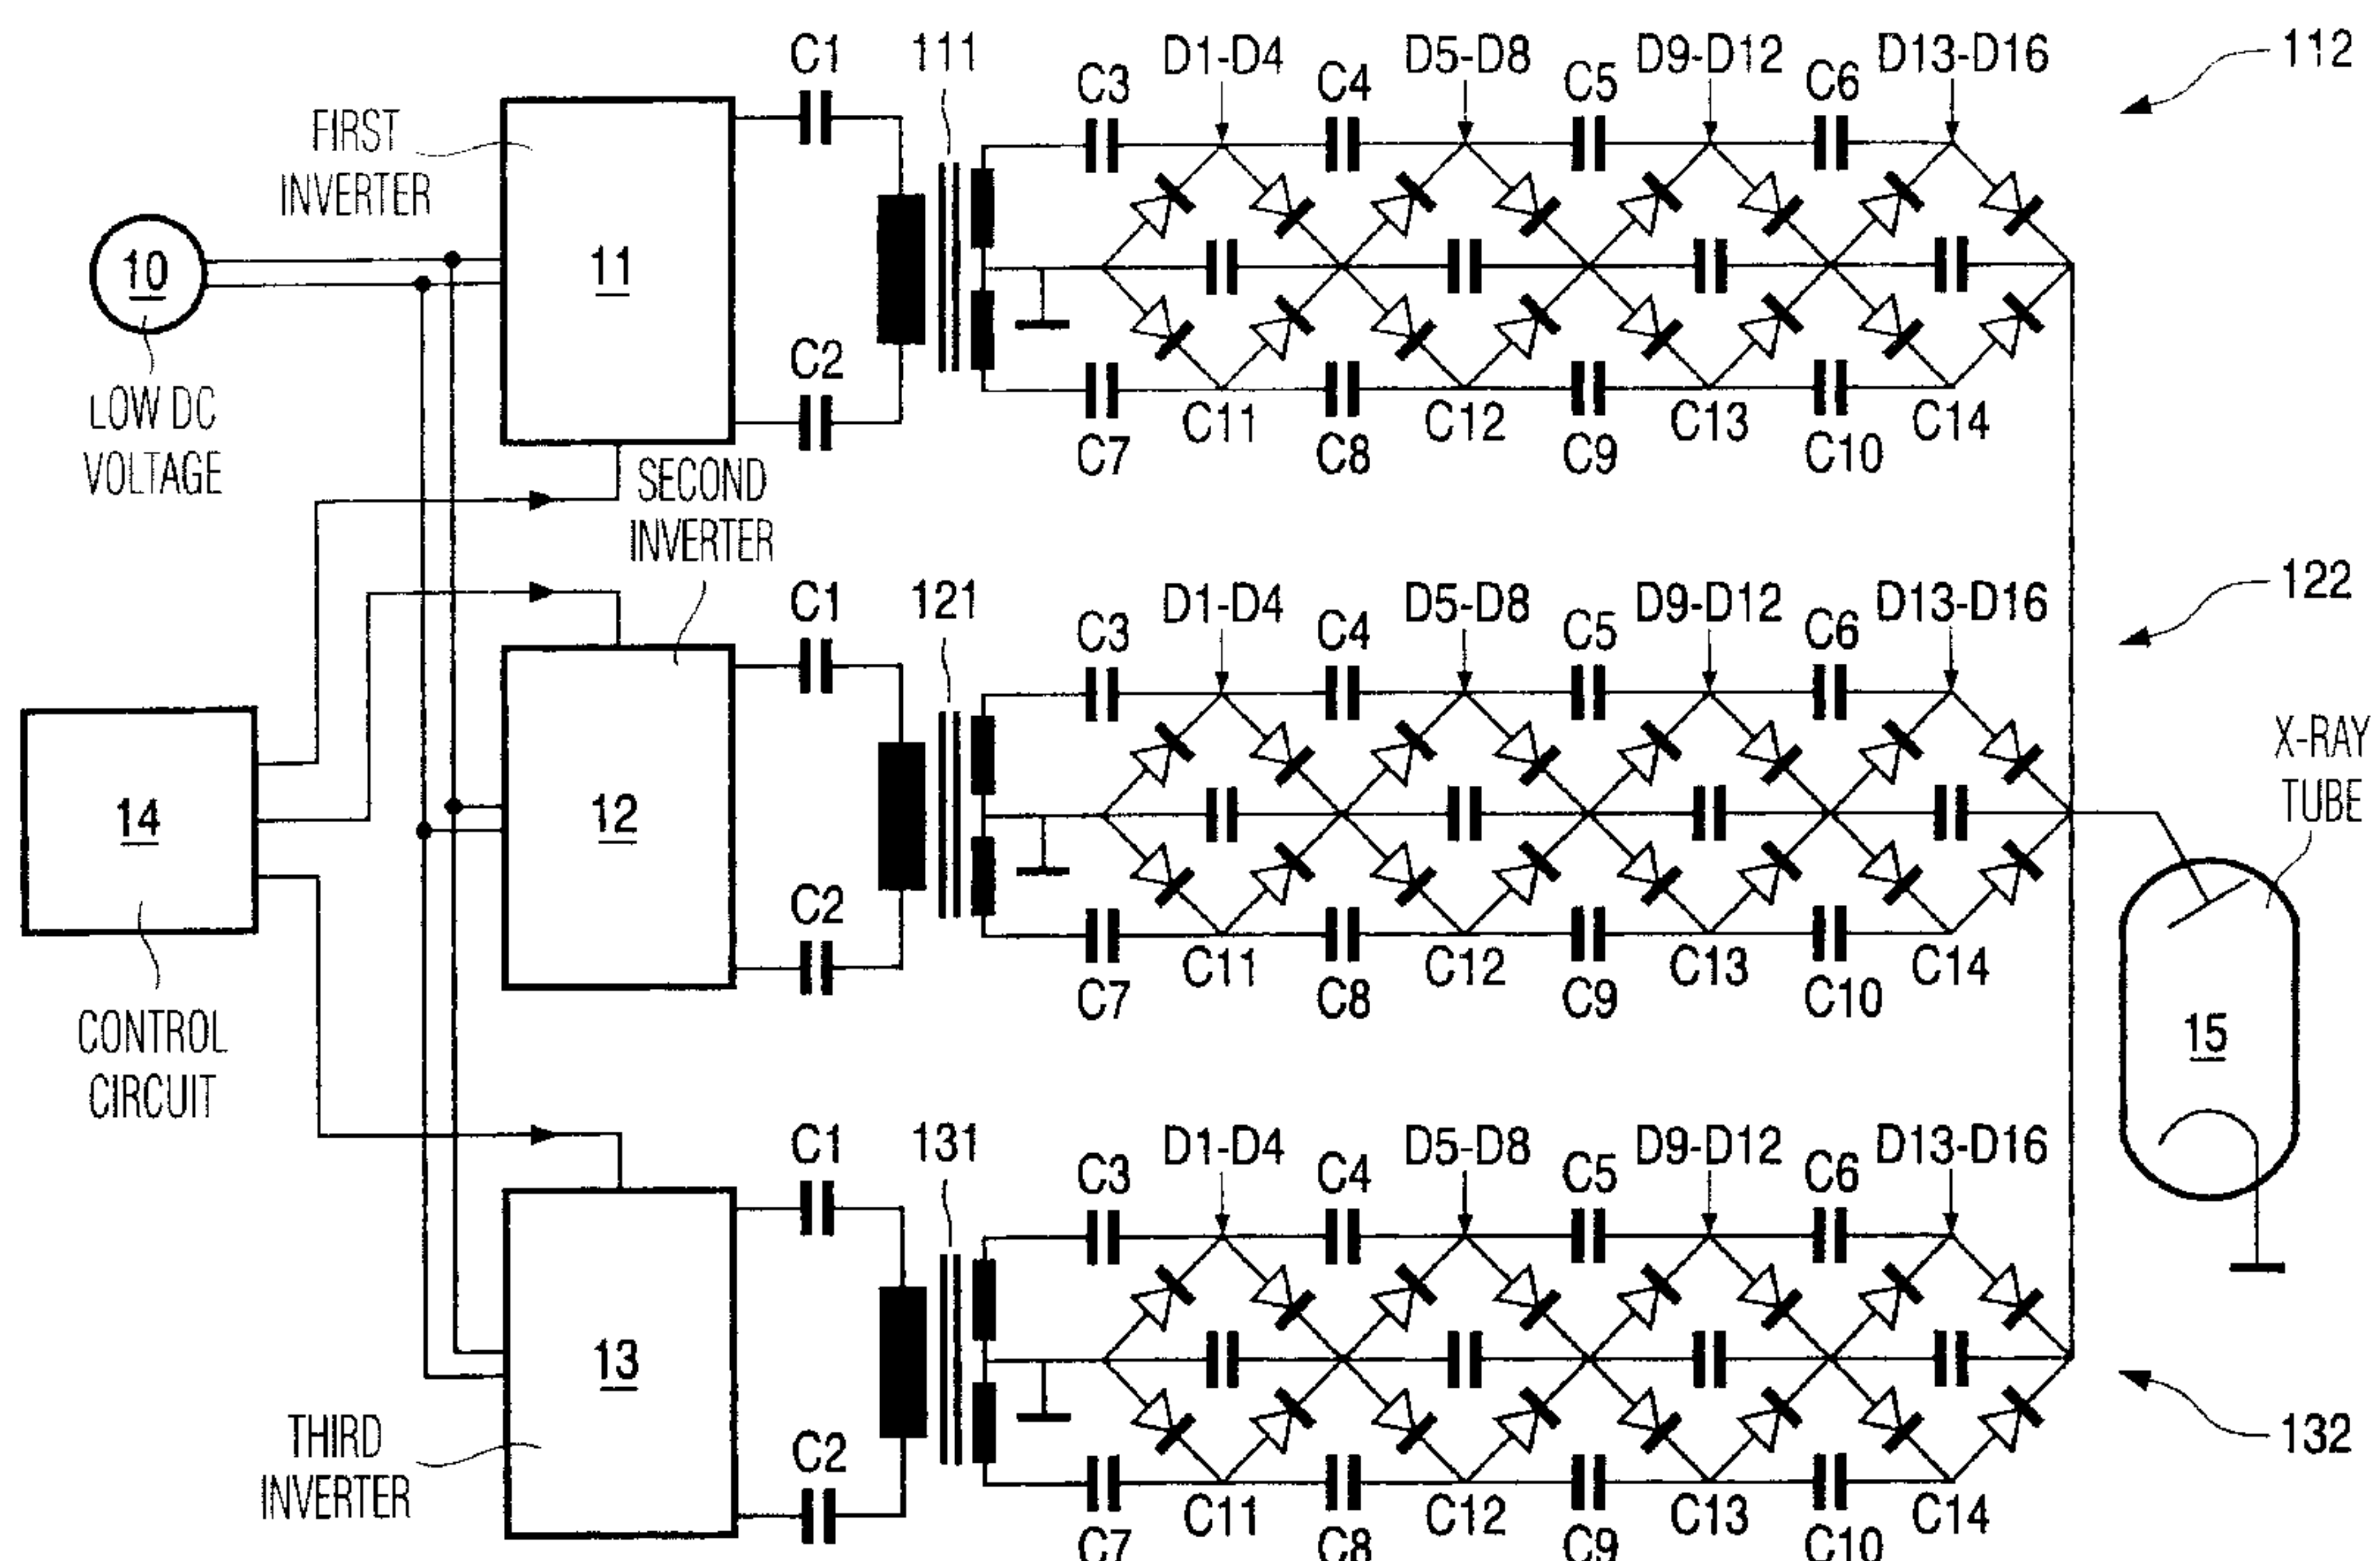 C1
111
C3
D1-D4
C4
D5-D8
C5
D9-D12
C6
D13-D16
112
FIRST
INVERTER
10
11
LOW DC
VOLTAGE
C2
C7
C11
C8
C12
C9
C13
C10
C14
SECOND
INVERTER
C1
121
C3
D1-D4
C4
D5-D8
C5
D9-D12
C6
D13-D16
122
X-RAY
TUBE
14
12
C2
C7
C11
C8
C12
C9
C13
C10
C14
15
CONTROL
CIRCUIT
C1
131
C3
D1-D4
C4
D5-D8
C5
D9-D12
C6
D13-D16
13
THIRD
INVERTER
C2
C7
C11
C8
C12
C9
C13
C10
C14
132